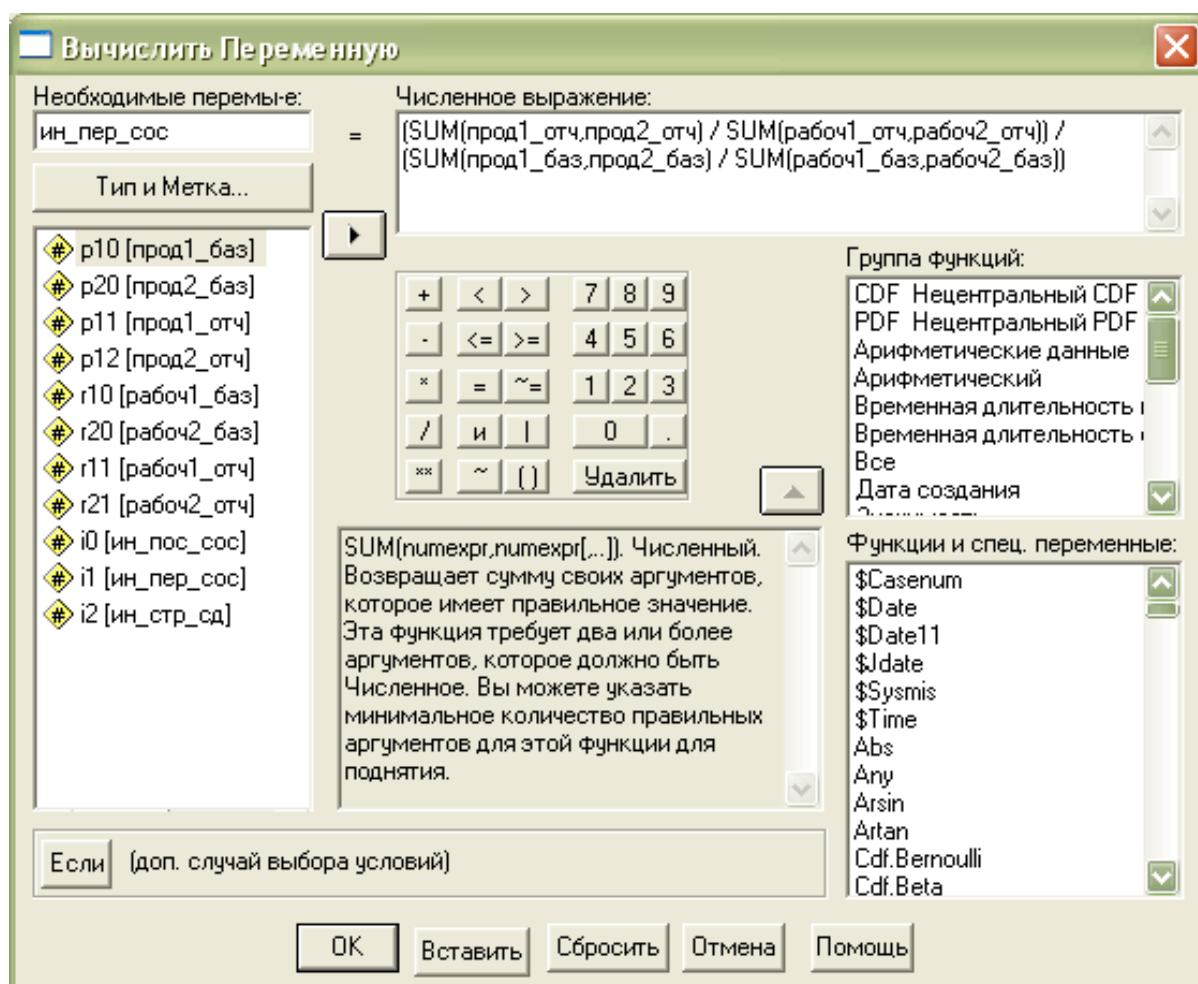 Вычислить Переменную
Необходимые перемы-е:
ин_пер_сос
Тип и Метка...
=
Численное выражение:
(SUM(прод1_отч,прод2_отч) / SUM(рабоч1_отч,рабоч2_отч)) /
(SUM(прод1_баз,прод2_баз) / SUM(рабоч1_баз,рабоч2_баз))
p10 [прод1_баз]
p20 [прод2_баз]
p11 [прод1_отч]
p12 [прод2_отч]
r10 [рабоч1_баз]
r20 [рабоч2_баз]
r11 [рабоч1_отч]
r21 [рабоч2_отч]
i0 [ин_пос_сос]
i1 [ин_пер_сос]
i2 [ин_стр_сд]
+ < > 7 8 9
- <= >= 4 5 6
* = ~= 1 2 3
/ и | 0 .
** ~ () Удалить
Группа функций:
CDF Нецентральный CDF
PDF Нецентральный PDF
Арифметические данные
Арифметический
Временная длительность
Временная длительность
Все
Дата создания
SUM(numexpr,numexpr[,..]). Численный.
Возвращает сумму своих аргументов,
которое имеет правильное значение.
Эта функция требует два или более
аргументов, которое должно быть
Численное. Вы можете указать
минимальное количество правильных
аргументов для этой функции для
поднятия.
Функции и спец. переменные:
$Casenum
$Date
$Date11
$Jdate
$Sysmis
$Time
Abs
Any
Arsin
Artan
Cdf.Bernoulli
Cdf.Beta
Если (доп. случай выбора условий)
OK Вставить Сбросить Отмена Помощь